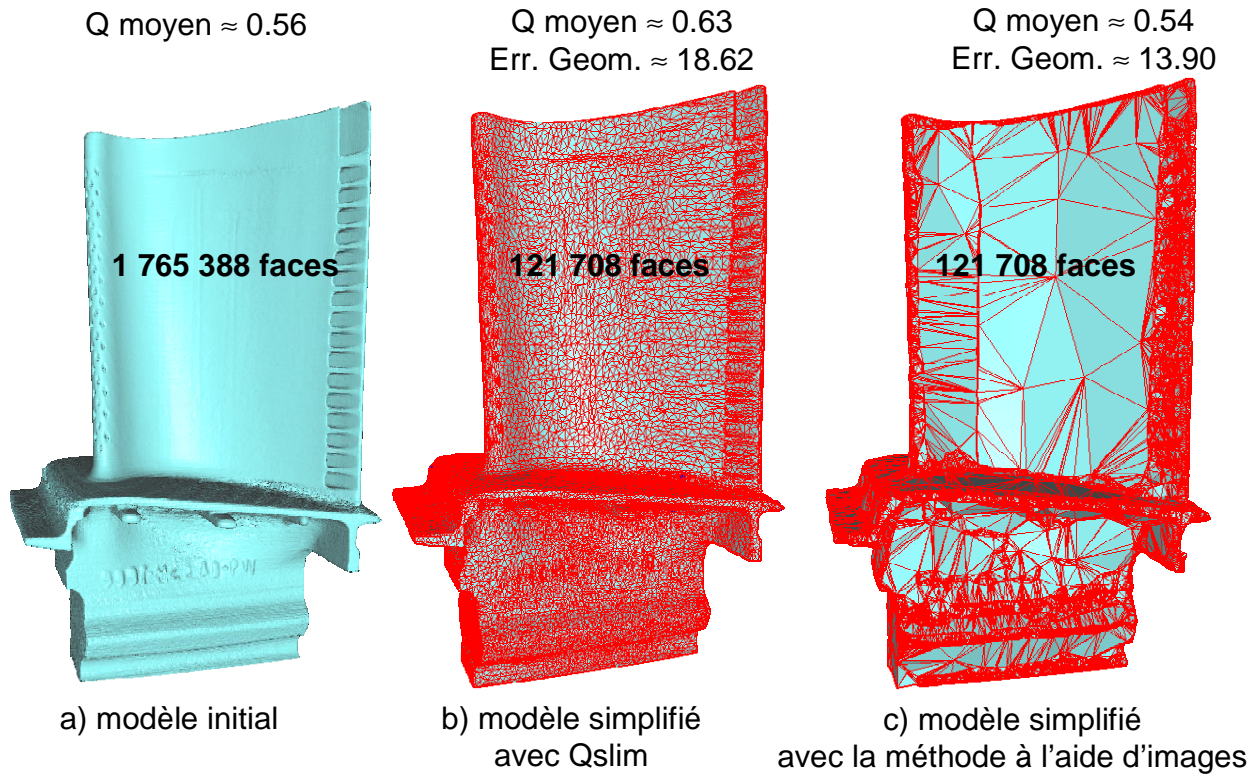 Q moyen ≈ 0.56
Q moyen ≈ 0.63
Err. Geom. ≈ 18.62
Q moyen ≈ 0.54
Err. Geom. ≈ 13.90
1 765 388 faces
121 708 faces
121 708 faces
a) modèle initial
b) modèle simplifié
avec Qslim
c) modèle simplifié
avec la méthode à l'aide d'images